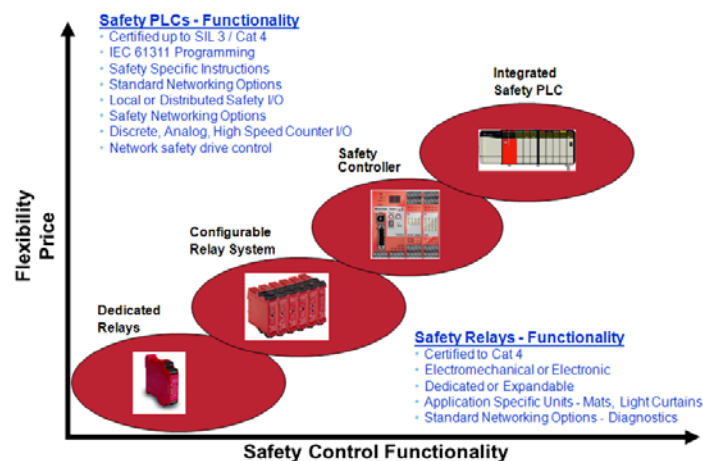 Safety PLCs - Functionality
Certified up to SIL 3 / Cat 4
IEC 61311 Programming
Safety Specific Instructions
Standard Networking Options
Local or Distributed Safety I/O
Safety Networking Options
Discrete, Analog, High Speed Counter I/O
Network safety drive control
Integrated
Safety PLC
Safety
Controller
Configurable
Relay System
Dedicated
Relays
Safety Relays - Functionality
Certified to Cat 4
Electromechanical or Electronic
Dedicated or Expandable
Application Specific Units - Mats, Light Curtains
Standard Networking Options - Diagnostics
Flexibility
Price
Safety Control Functionality